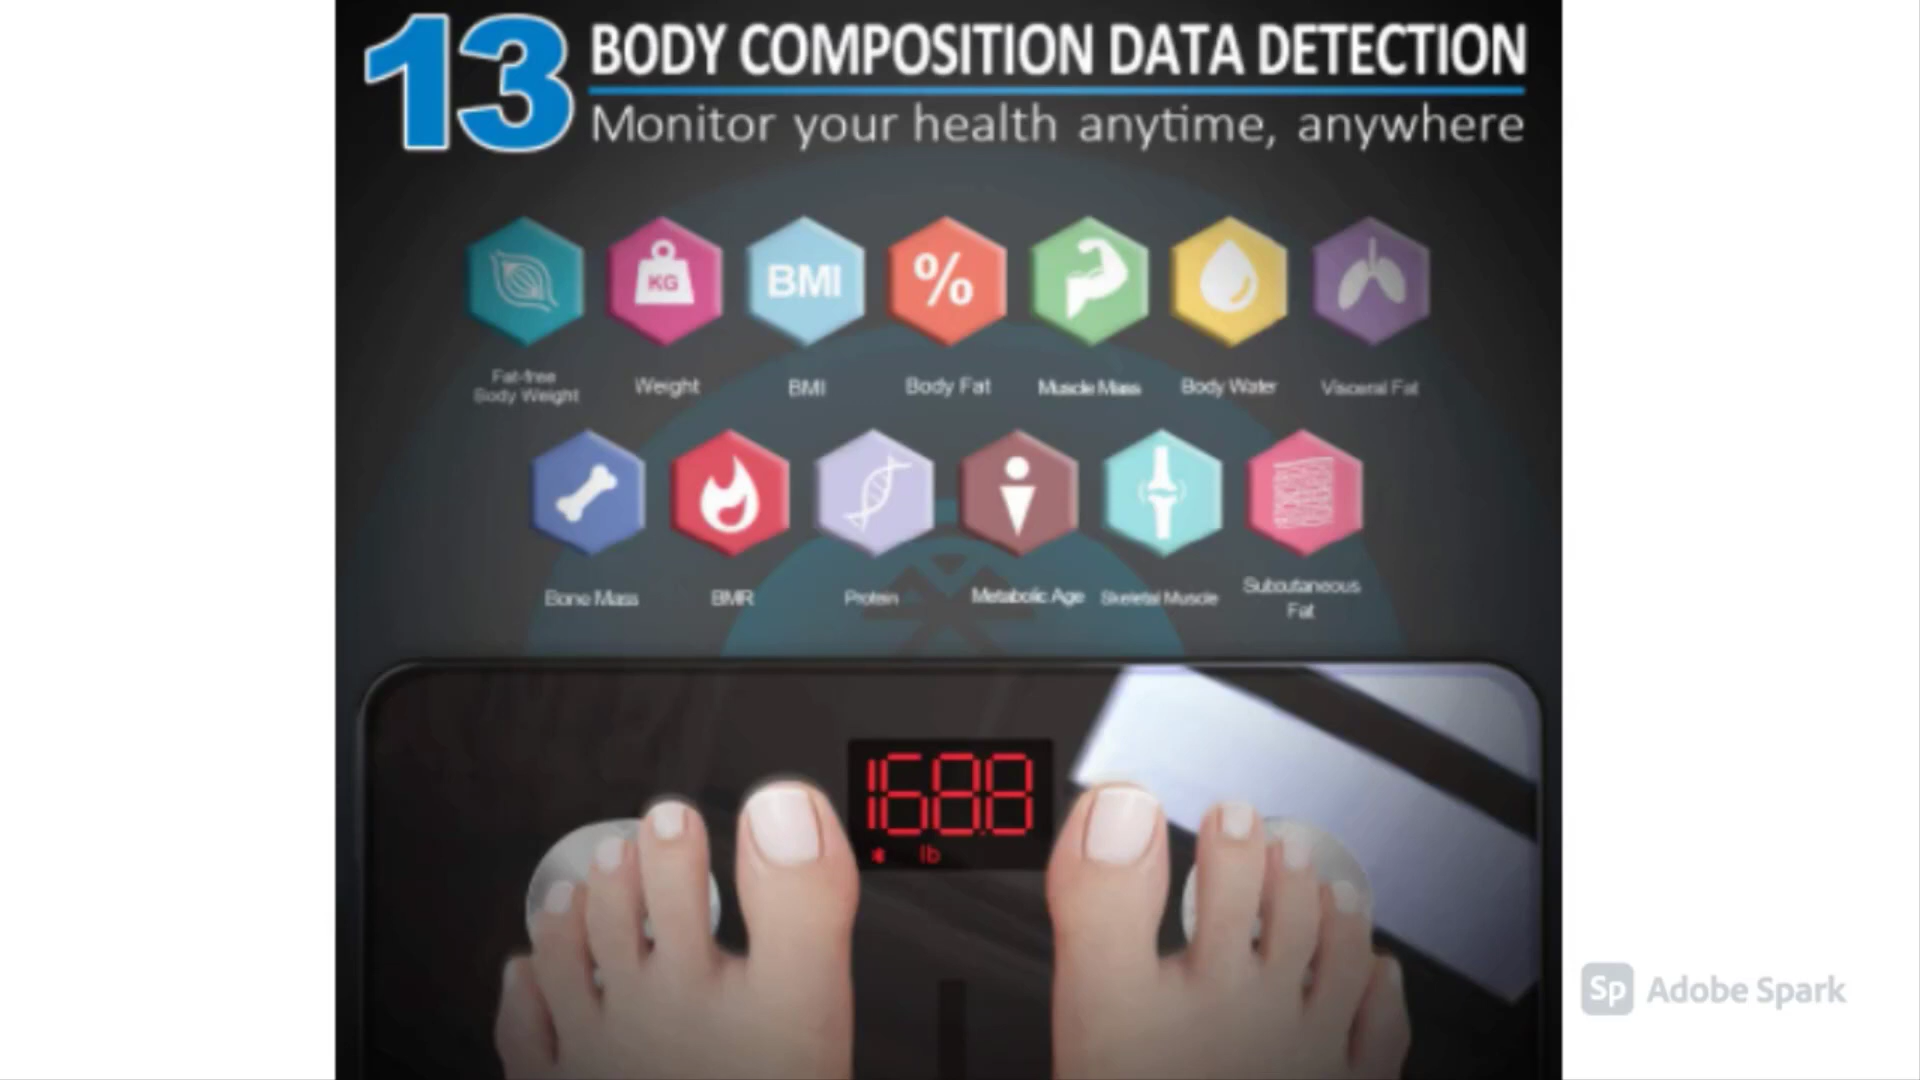 13 BODY COMPOSITION DATA DETECTION
Monitor your health anytime, anywhere
KG
BMI
%
Fat-free
Body Weight
Weight
BMI
Body Fat
Muscle Mass
Body Water
Visceral Fat
Bone Mass
BMR
Protein
Metabolic Age
Skeletal Muscle
Subcutaneous
Fat
168.8
lb
Sp Adobe Spark